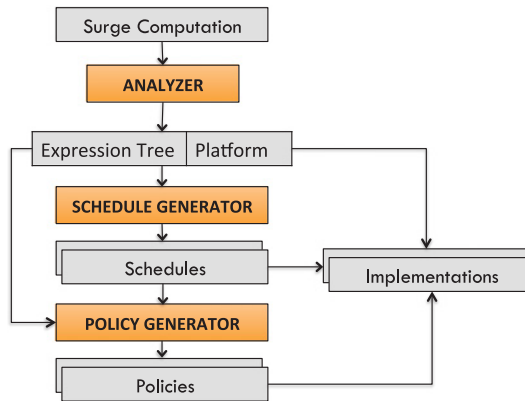 Surge Computation
ANALYZER
Expression Tree Platform
SCHEDULE GENERATOR
Schedules
Implementations
POLICY GENERATOR
Policies